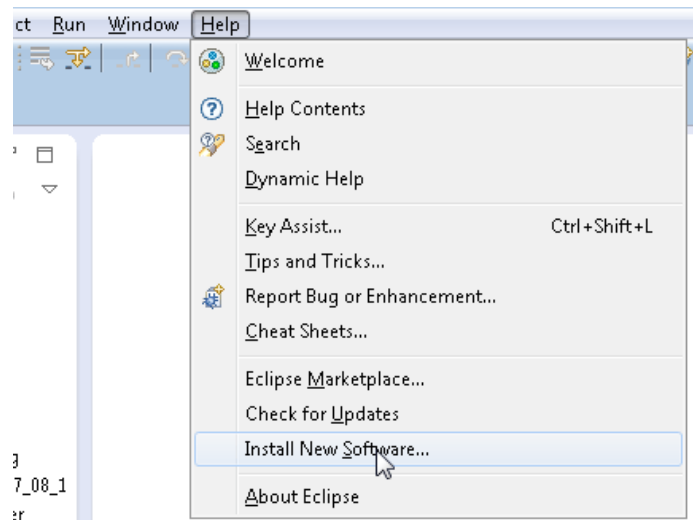 ct Run Window Help
Welcome
Help Contents
Search
Dynamic Help
Key Assist... Ctrl+Shift+L
Tips and Tricks...
Report Bug or Enhancement...
Cheat Sheets...
Eclipse Marketplace...
Check for Updates
Install New Software...
g
7_08_1
About Eclipse
er